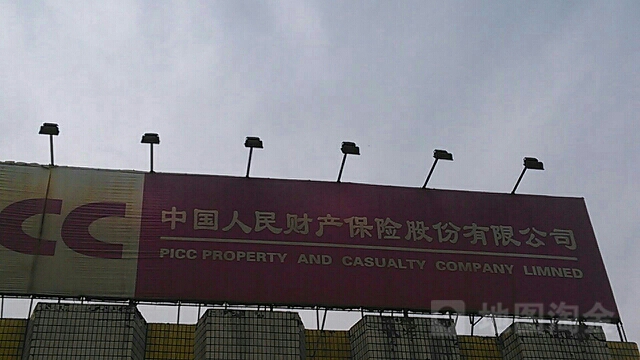 CC
中国人民财产保险股份有限公司
PICC PROPERTY AND CASUALTY COMPANY LIMNED
地图淘金